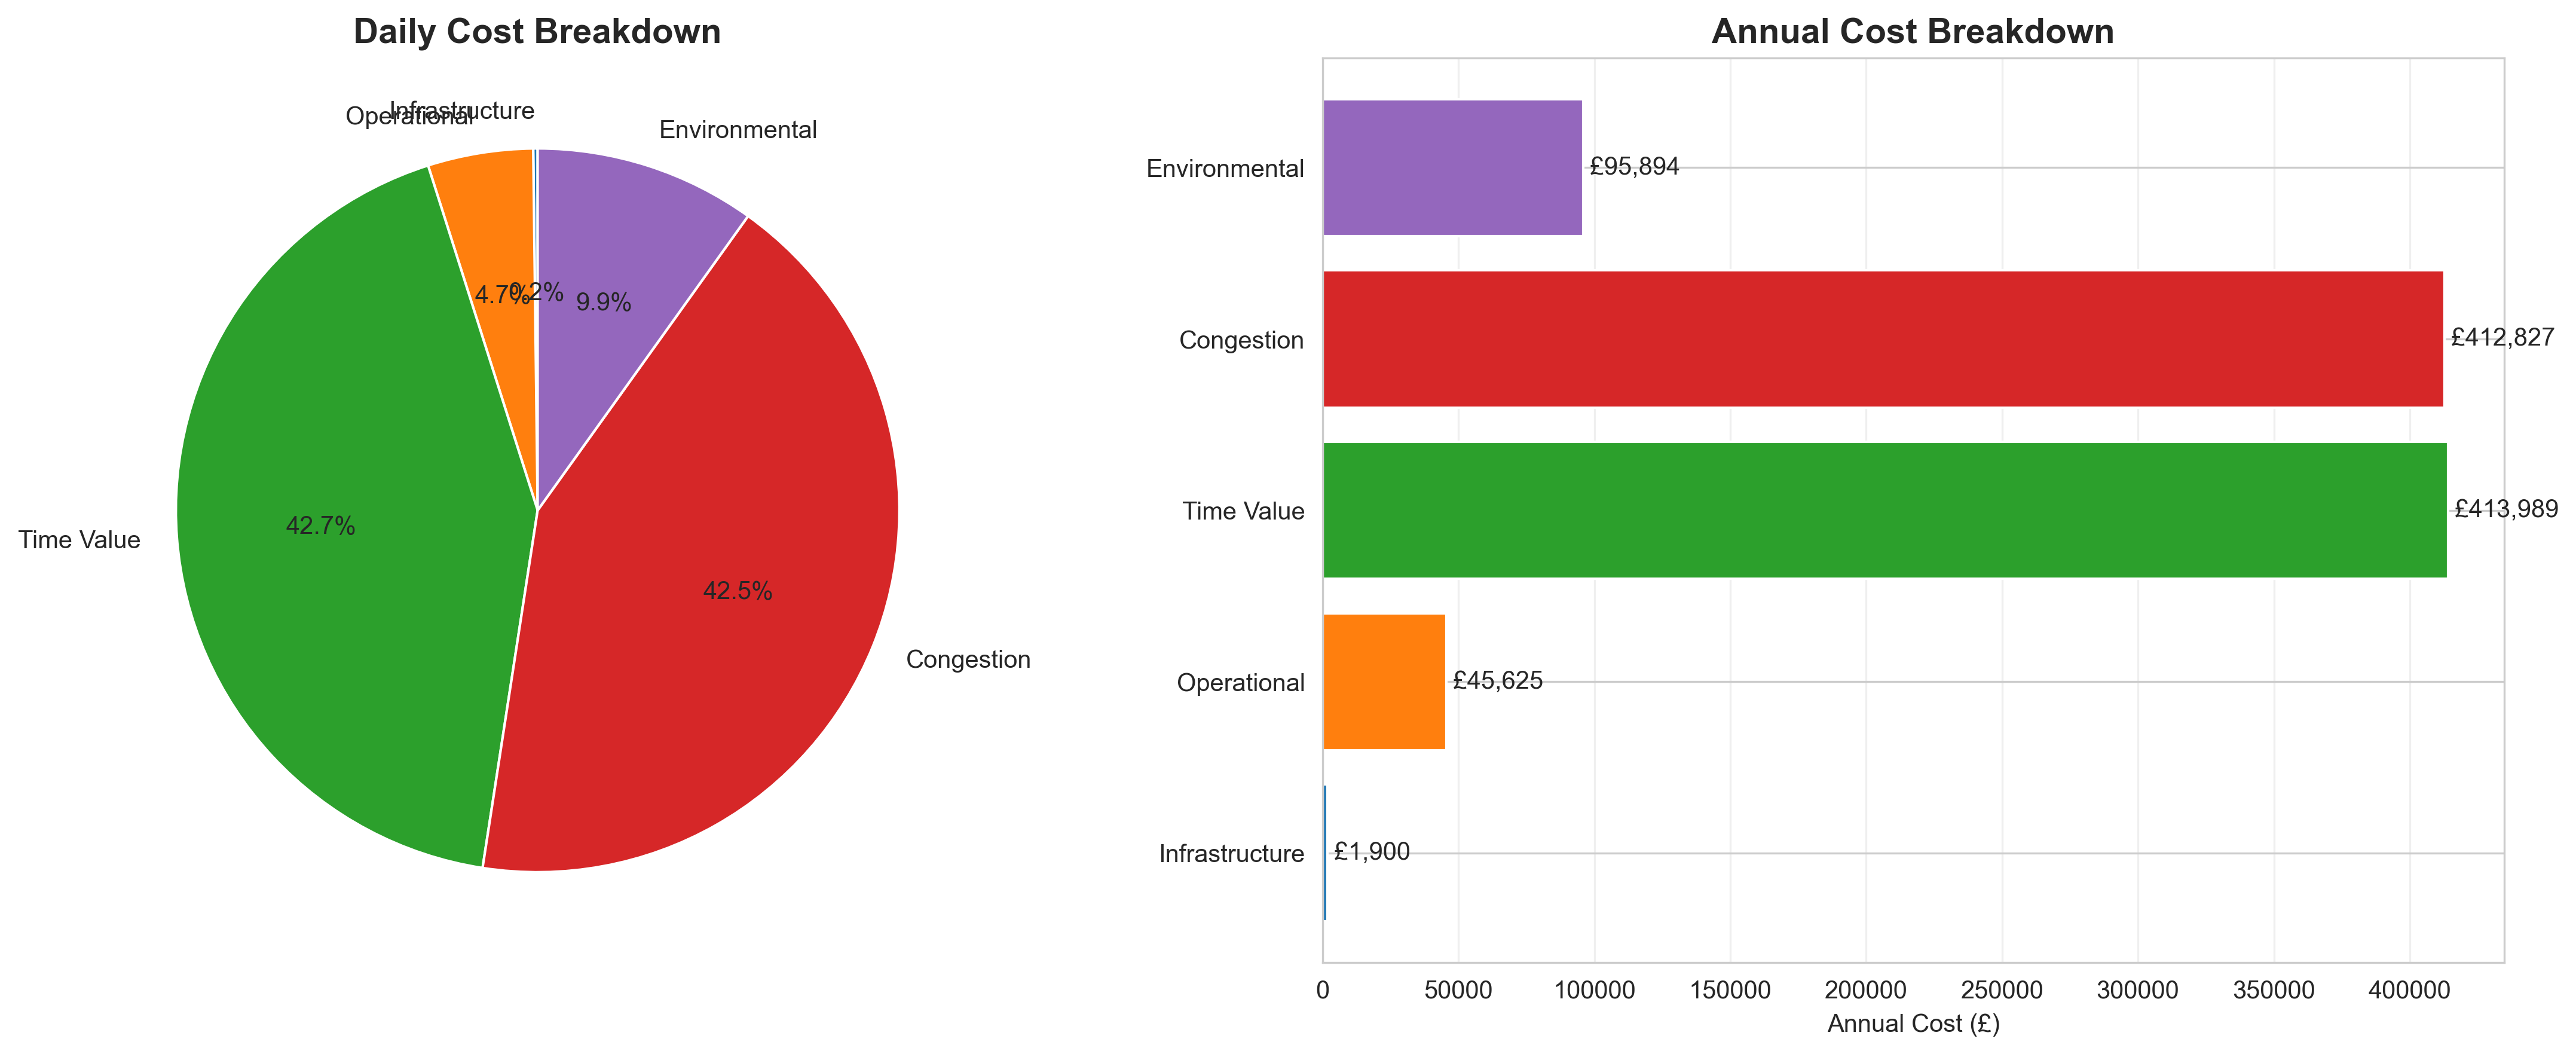 Daily Cost Breakdown
Infrastructure
Operational
Environmental
4.7%
0.2%
9.9%
42.7%
Time Value
42.5%
Congestion
Annual Cost Breakdown
Environmental
£95,894
Congestion
£412,827
Time Value
£413,989
Operational
£45,625
Infrastructure
£1,900
0
50000
100000
150000
200000
250000
300000
350000
400000
Annual Cost (£)